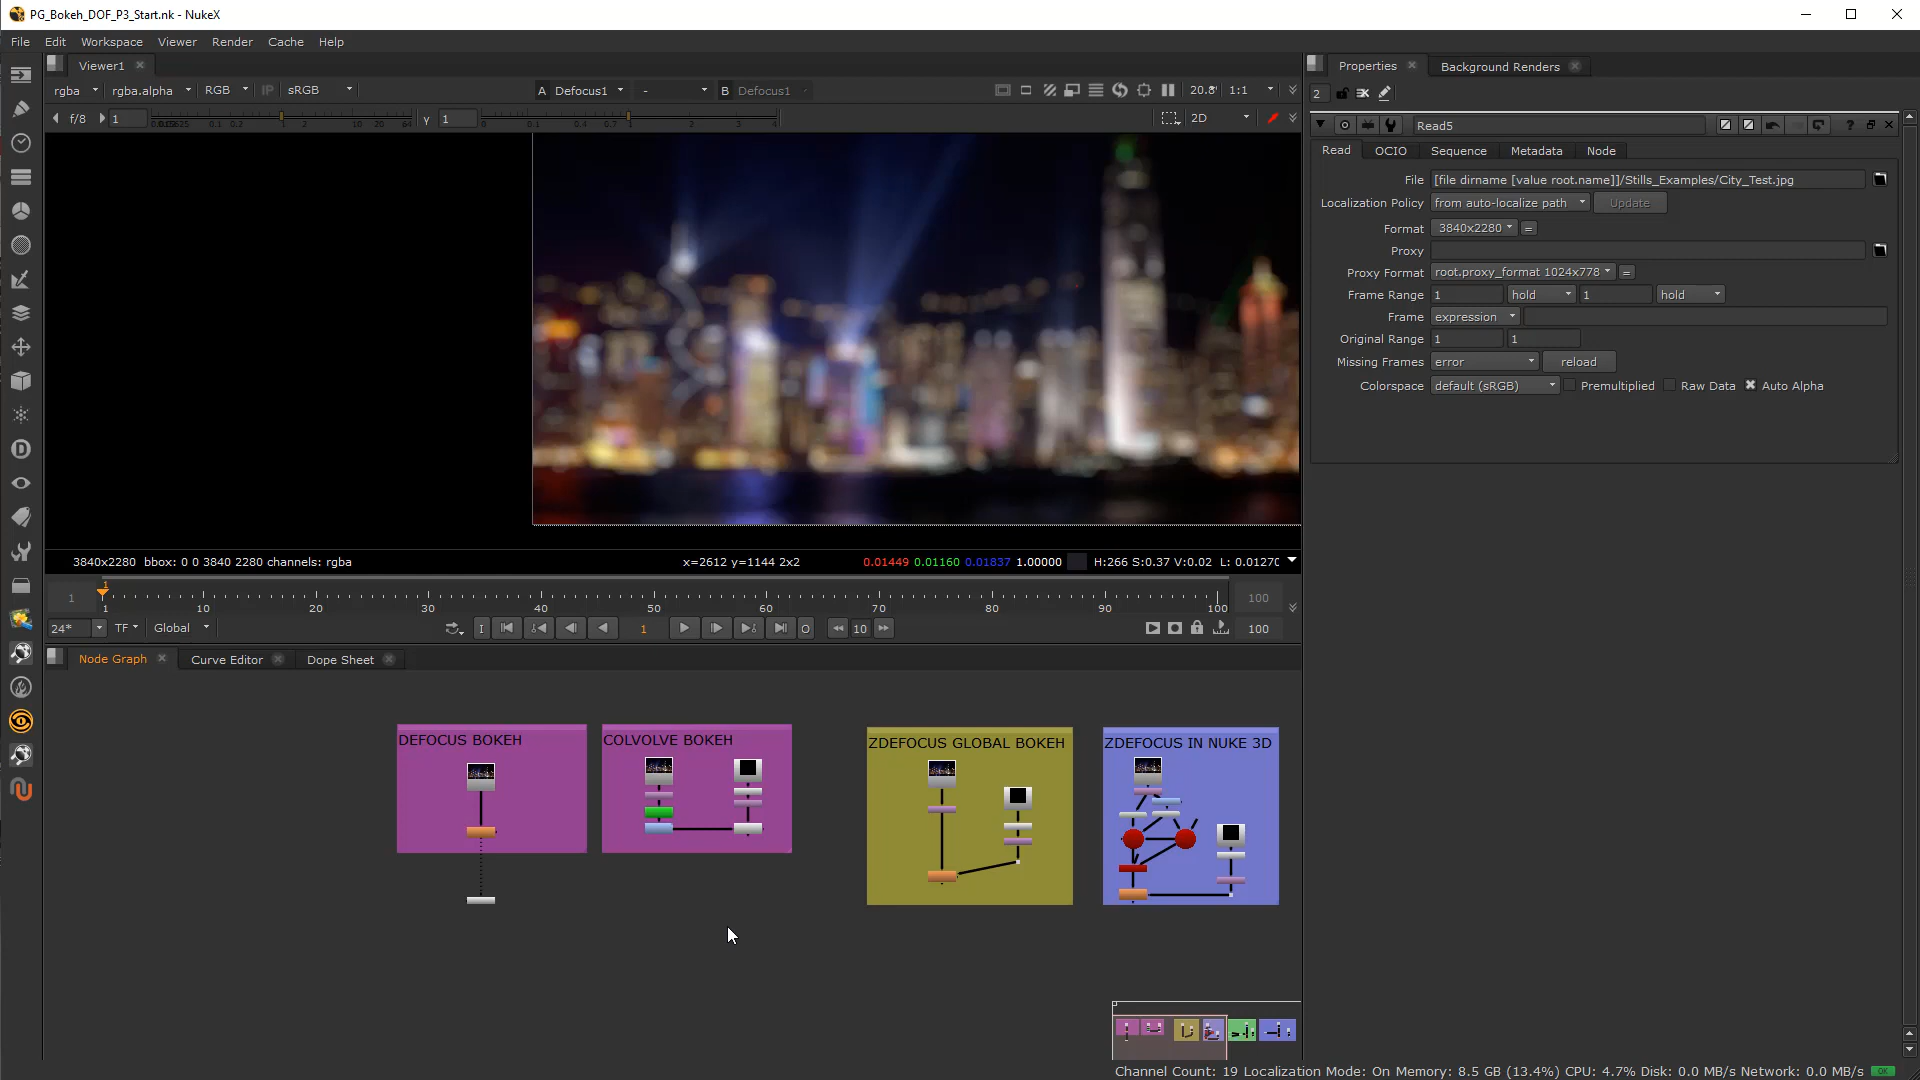 PG_Bokeh_DOF_P3_Start.nk - NukeX
File Edit Workspace Viewer Render Cache Help
Viewer1
Properties Background Renders
rgba rgba.alpha RGB IP sRGB A Defocus1 - B Defocus1 20.8 1:1
2
f/8 1 Y 1 2D
Read5
Read OCIO Sequence Metadata Node
File [file dirname [value root.name]]/Stills_Examples/City_Test.jpg
Localization Policy from auto-localize path Update
Format 3840x2280 =
Proxy
Proxy Format root.proxy_format 1024x778 =
Frame Range 1 hold 1 hold
Frame expression
Original Range 1 1
Missing Frames error reload
Colorspace default (sRGB) Premultiplied Raw Data Auto Alpha
3840x2280 bbox: 0 0 3840 2280 channels: rgba x=2612 y=1144 2x2 0.01449 0.01160 0.01837 1.00000 H:266 S:0.37 V:0.02 L: 0.01270
1
1 100
1 10 20 30 40 50 60 70 80 90 100
24* TF Global I 1 O 10 100
Node Graph Curve Editor Dope Sheet
DEFOCUS BOKEH
COLVOLVE BOKEH
ZDEFOCUS GLOBAL BOKEH
ZDEFOCUS IN NUKE 3D
Channel Count: 19 Localization Mode: On Memory: 8.5 GB (13.4%) CPU: 4.7% Disk: 0.0 MB/s Network: 0.0 MB/s OK